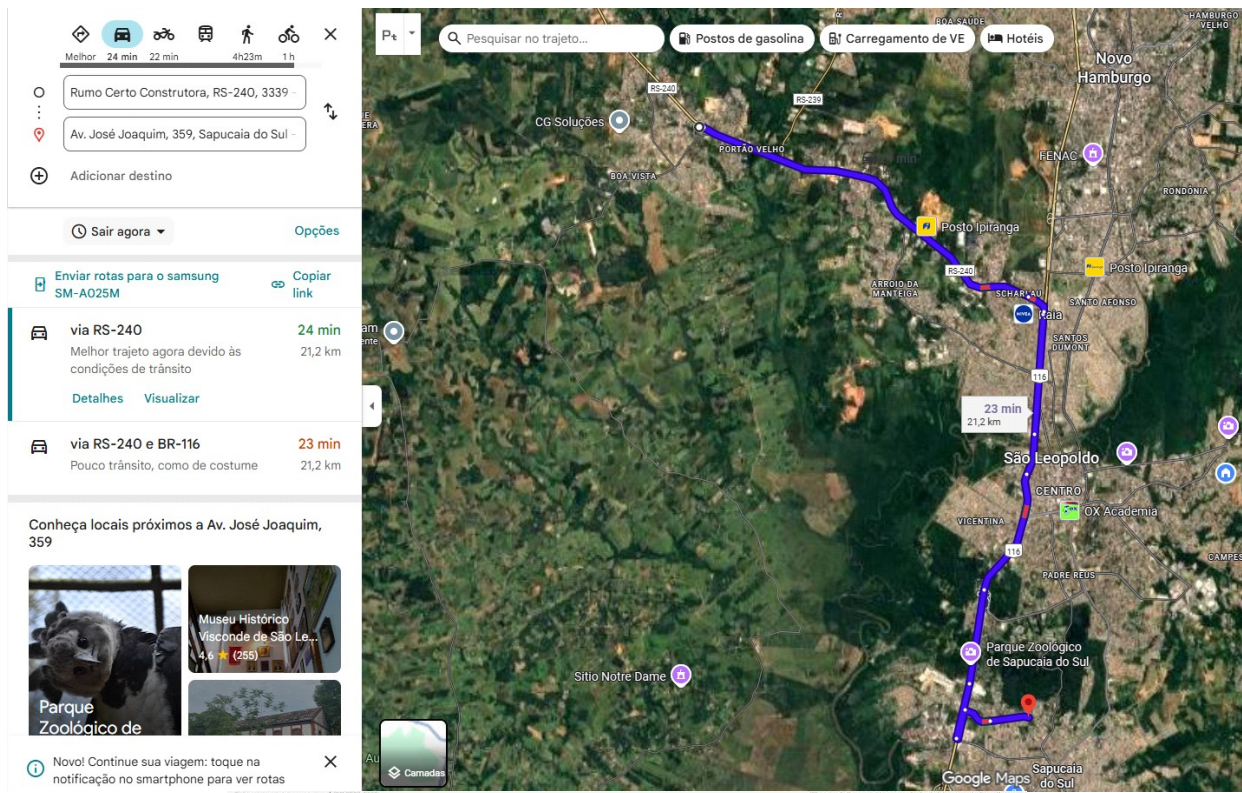 Melhor
24 min
22 min
4h23m
1 h
Rumo Certo Construtora, RS-240, 3339 -
Av. José Joaquim, 359, Sapucaia do Sul -
Adicionar destino
Sair agora
Opções
Enviar rotas para o samsung
SM-A025M
Copiar
link
via RS-240
24 min
Melhor trajeto agora devido às
21,2 km
condições de trânsito
Detalhes
Visualizar
via RS-240 e BR-116
23 min
Pouco trânsito, como de costume
21,2 km
Conheça locais próximos a Av. José Joaquim,
359
Museu Histórico
Visconde de São Le...
4,6 ★ (255)
Parque
Zoológico de
Novo! Continue sua viagem: toque na
notificação no smartphone para ver rotas
Pesquisar no trajeto...
Postos de gasolina
Carregamento de VE
Hotéis
BOA SAÚDE
HAMBURGO
VELHO
Novo
Hamburgo
RS-240
RS-239
CG Soluções
PORTÃO VELHO
BOA VISTA
min
FENAC
RONDÔNIA
Posto Ipiranga
Posto Ipiranga
RS-240
ARROIO DA
MANTEIGA
SCHARLAU
SANTO AFONSO
NIVEA
SANTOS
DUMONT
116
23 min
21,2 km
São Leopoldo
CENTRO
OX Academia
VICENTINA
116
CAMPES
PADRE REUS
Parque Zoológico
de Sapucaia do Sul
Sitio Notre Dame
Camadas
Google Maps
Sapucaia
do Sul